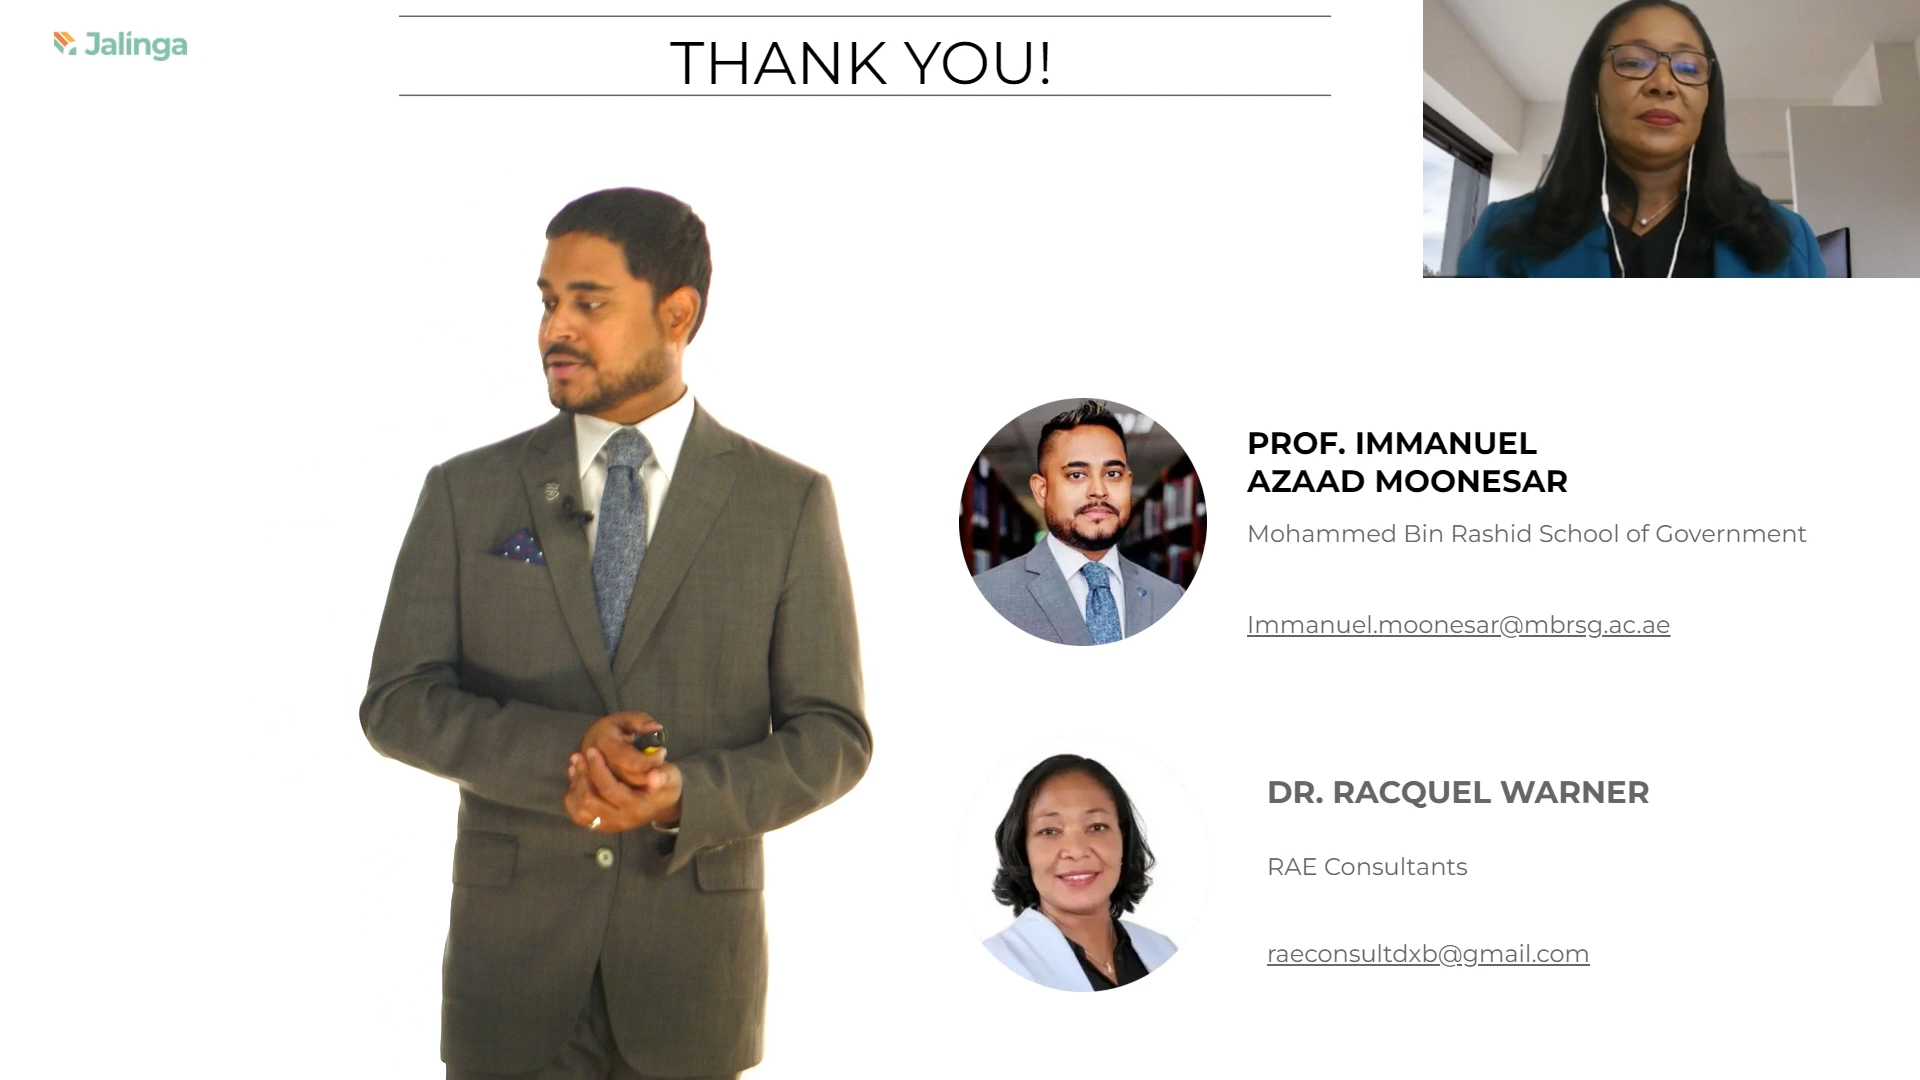 Jalinga
THANK YOU!
PROF. IMMANUEL
AZAAD MOONESAR
Mohammed Bin Rashid School of Government
Immanuel.moonesar@mbrsg.ac.ae
DR. RACQUEL WARNER
RAE Consultants
raeconsultdxb@gmail.com